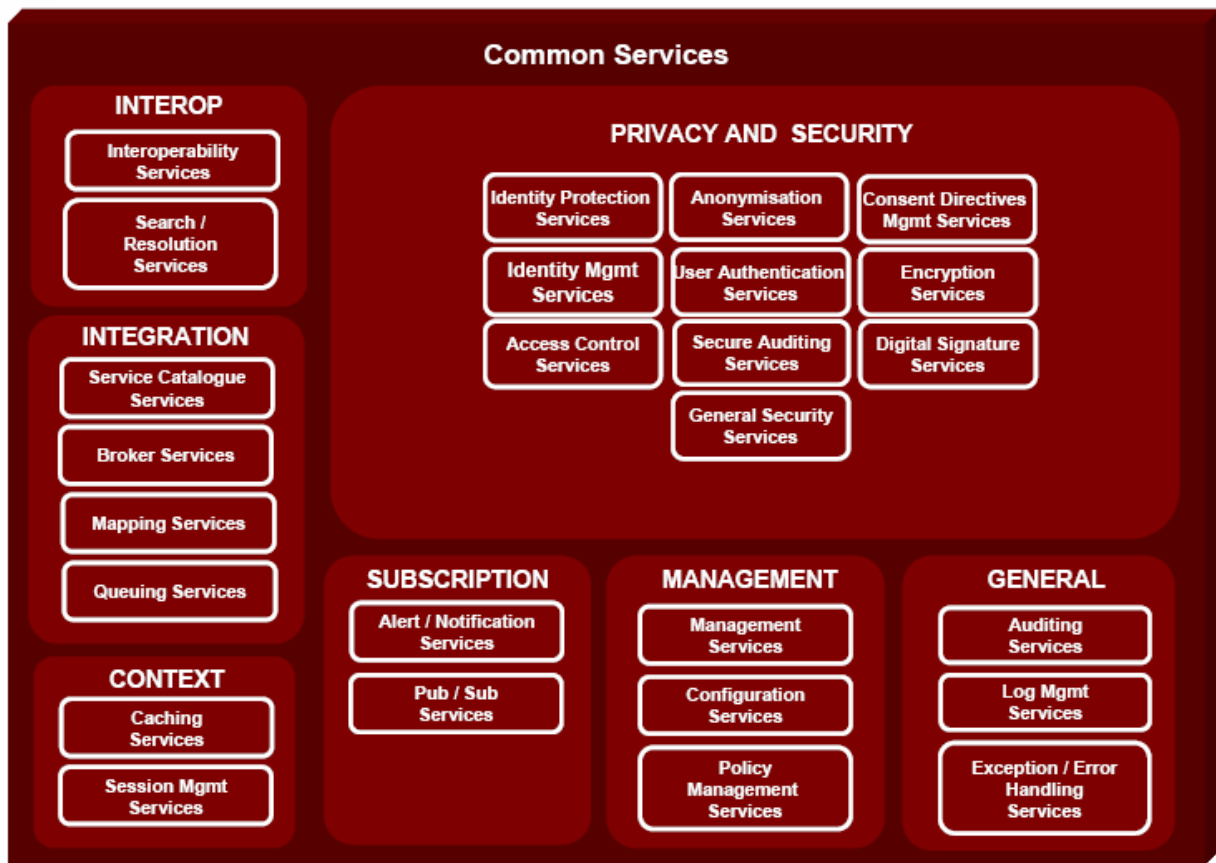 Common Services
INTEROP
Interoperability
Services
Search /
Resolution
Services
INTEGRATION
Service Catalogue
Services
Broker Services
Mapping Services
Queuing Services
CONTEXT
Caching
Services
Session Mgmt
Services
PRIVACY AND SECURITY
Identity Protection
Services
Anonymisation
Services
Consent Directives
Mgmt Services
Identity Mgmt
Services
User Authentication
Services
Encryption
Services
Access Control
Services
Secure Auditing
Services
Digital Signature
Services
General Security
Services
SUBSCRIPTION
Alert / Notification
Services
Pub / Sub
Services
MANAGEMENT
Management
Services
Configuration
Services
Policy
Management
Services
GENERAL
Auditing
Services
Log Mgmt
Services
Exception / Error
Handling
Services